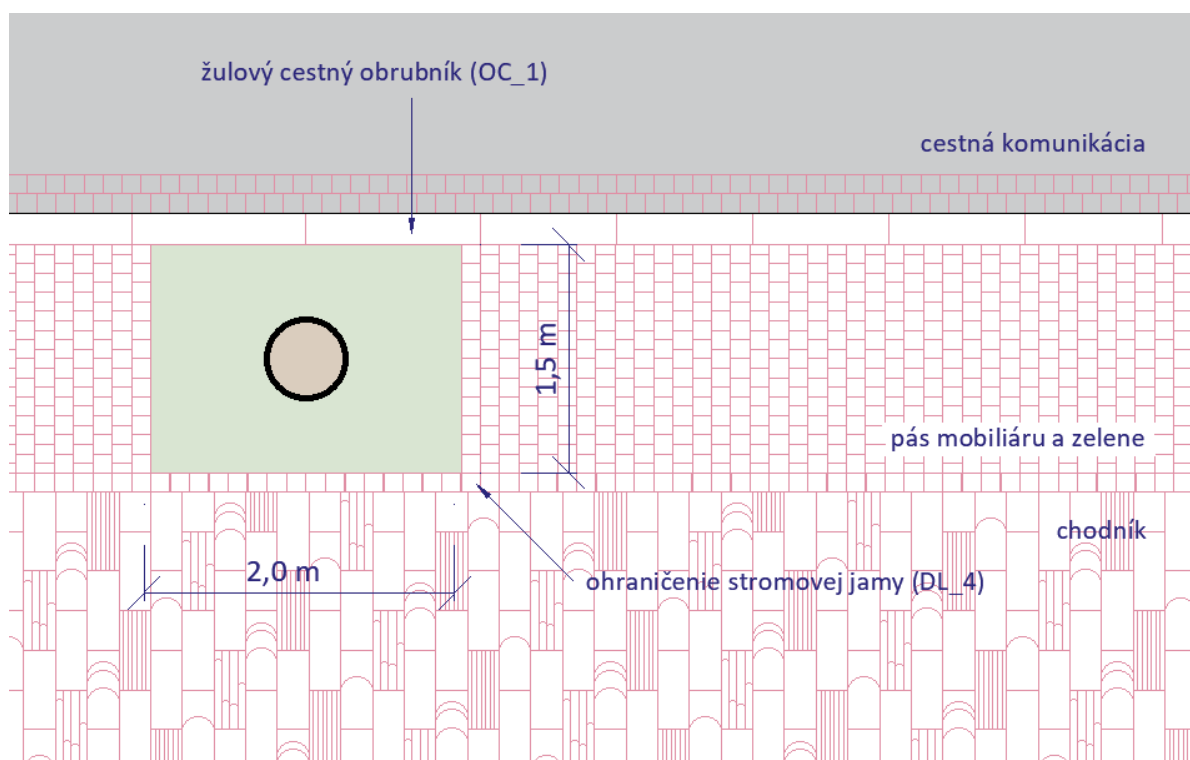 žulový cestný obrubník (OC_1)
cestná komunikácia
1,5 m
pás mobiliáru a zelene
chodník
2,0 m
ohraničenie stromovej jamy (DL_4)